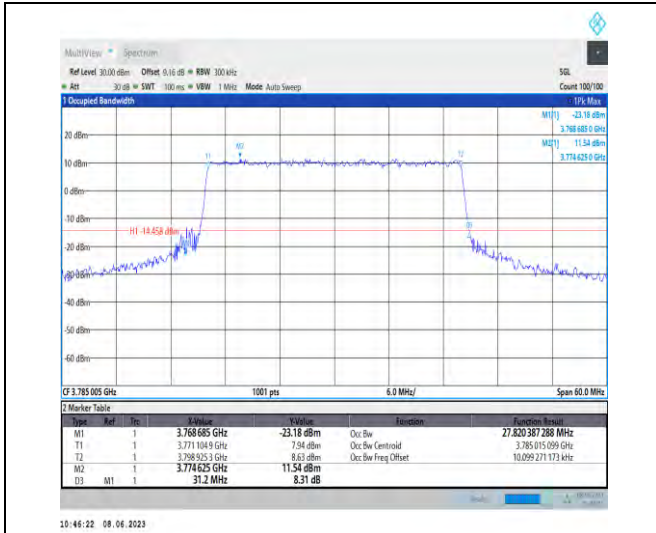 MultiView Spectrum
Ref Level 30.00 dBm Offset 9.16 dB RBW 300 kHz SGL
Att 30 dB SWT 100 ms VBW 1 MHz Mode Auto Sweep Count 100/100
1 Occupied Bandwidth 1Pk Max
M1[1] -23.18 dBm
3.768 685 0 GHz
M2[1] 11.54 dBm
3.774 625 0 GHz
20 dBm
T1 M2 T2
10 dBm
0 dBm
-10 dBm
H1 -14.458 dBm
D3
-20 dBm
-30 dBm
-40 dBm
-50 dBm
-60 dBm
CF 3.785 005 GHz 1001 pts 6.0 MHz/ Span 60.0 MHz
2 Marker Table
Type Ref Trc X-Value Y-Value Function Function Result
M1 1 3.768 685 GHz -23.18 dBm Occ Bw 27.820 387 288 MHz
T1 1 3.771 104 9 GHz 7.94 dBm Occ Bw Centroid 3.785 015 099 GHz
T2 1 3.798 925 3 GHz 8.63 dBm Occ Bw Freq Offset 10.099 271 173 kHz
M2 1 3.774 625 GHz 11.54 dBm
D3 M1 1 31.2 MHz 8.31 dB
10:46:22 08.06.2023